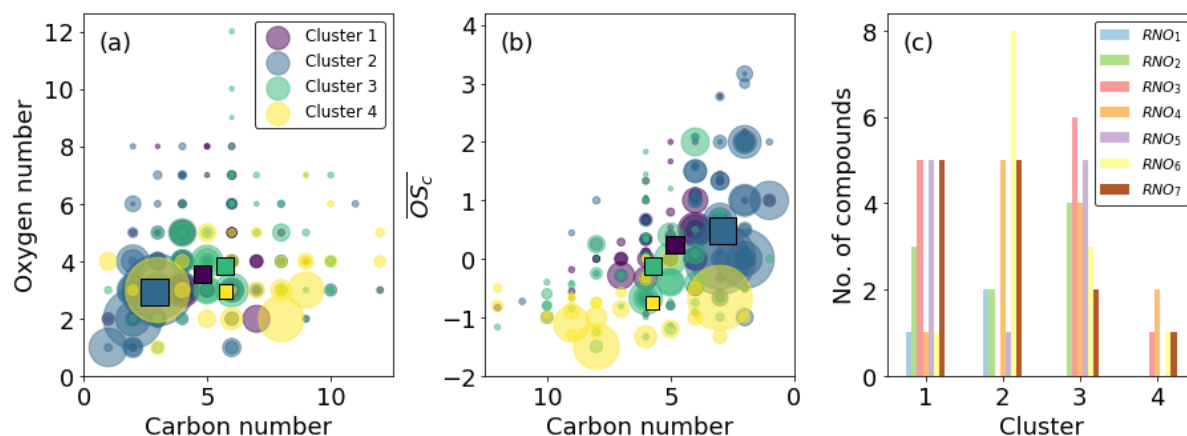 (a)
Cluster 1
Cluster 2
Cluster 3
Cluster 4
Oxygen number
12
10
8
6
4
2
0
0 5 10
Carbon number
(b)
OS_c
4
3
2
1
0
−1
−2
10 5 0
Carbon number
(c)
RNO₁
RNO₂
RNO₃
RNO₄
RNO₅
RNO₆
RNO₇
No. of compounds
8
6
4
2
0
1 2 3 4
Cluster